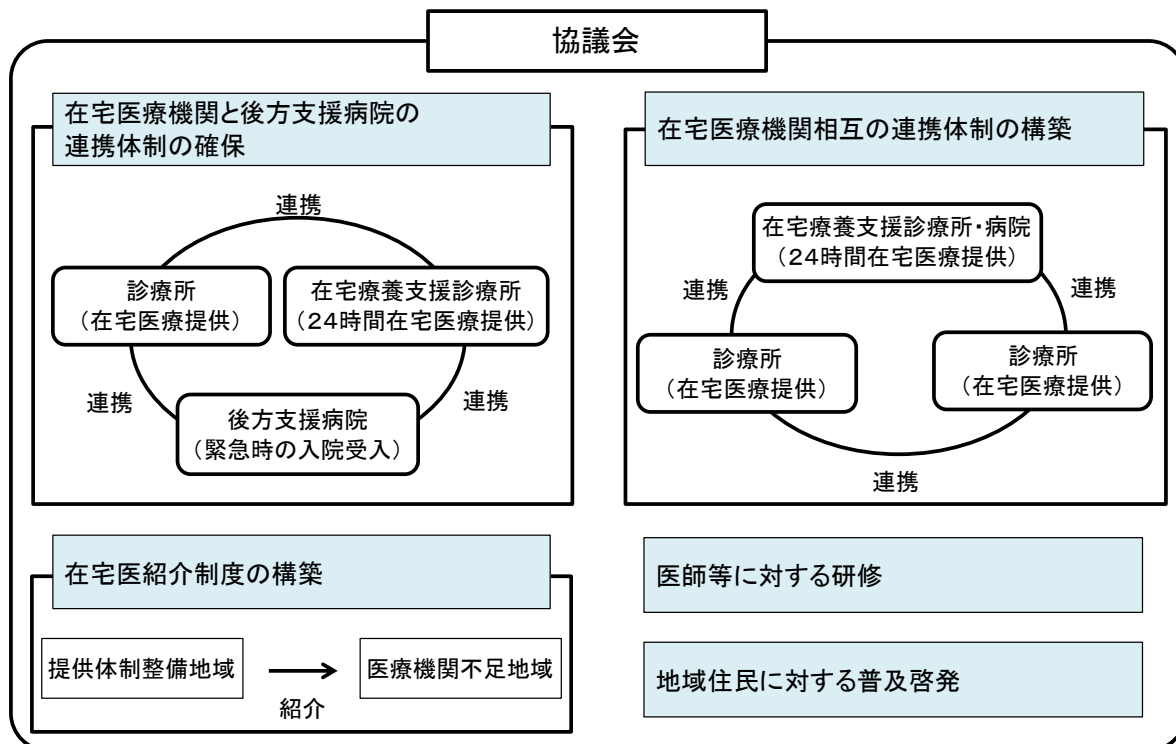 協議会
在宅医療機関と後方支援病院の
連携体制の確保
連携
診療所
（在宅医療提供）
在宅療養支援診療所
（24時間在宅医療提供）
連携
連携
後方支援病院
（緊急時の入院受入）
在宅医療機関相互の連携体制の構築
在宅療養支援診療所・病院
（24時間在宅医療提供）
連携
連携
診療所
（在宅医療提供）
診療所
（在宅医療提供）
連携
在宅医紹介制度の構築
提供体制整備地域
医療機関不足地域
紹介
医師等に対する研修
地域住民に対する普及啓発